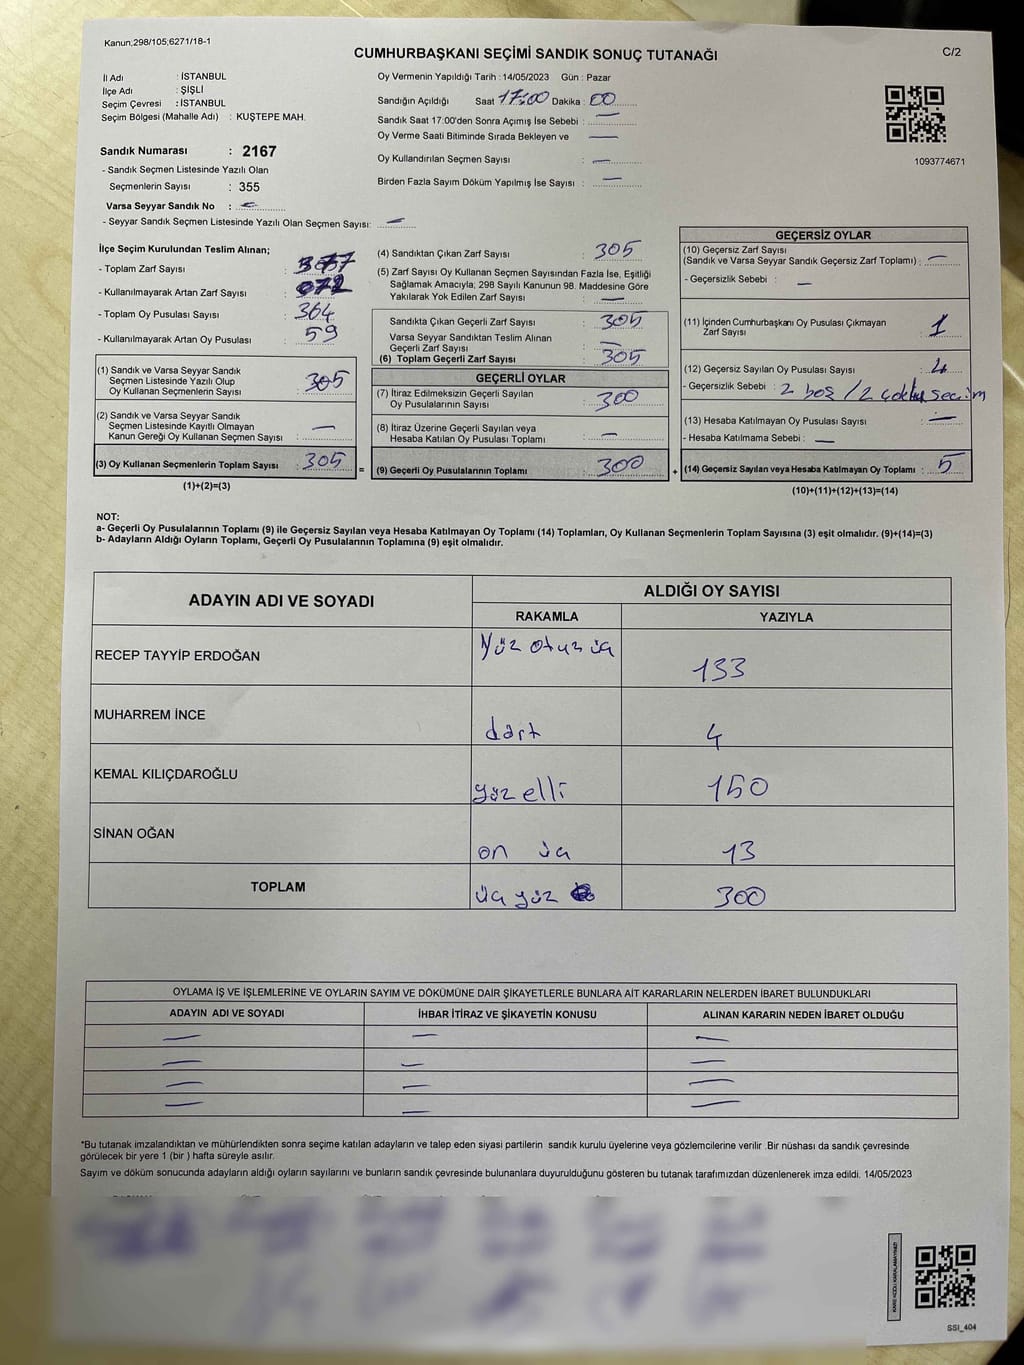 Kanun,298/105,6271/18-1
CUMHURBAŞKANI SEÇİMİ SANDIK SONUÇ TUTANAĞI
C/2
İl Adı : İSTANBUL
İlçe Adı : ŞİŞLİ
Seçim Çevresi : İSTANBUL
Seçim Bölgesi (Mahalle Adı) : KUŞTEPE MAH.
Sandık Numarası : 2167
- Sandık Seçmen Listesinde Yazılı Olan
Seçmenlerin Sayısı : 355
Varsa Seyyar Sandık No : —
- Seyyar Sandık Seçmen Listesinde Yazılı Olan Seçmen Sayısı: —
Oy Vermenin Yapıldığı Tarih : 14/05/2023 Gün : Pazar
Sandığın Açıldığı Saat 17:00 Dakika : 00
Sandık Saat 17:00'den Sonra Açımış İse Sebebi : —
Oy Verme Saati Bitiminde Sırada Bekleyen ve —
Oy Kullandırılan Seçmen Sayısı : —
Birden Fazla Sayım Döküm Yapılmış İse Sayısı : —
1093774671
İlçe Seçim Kurulundan Teslim Alınan;
- Toplam Zarf Sayısı : 377
- Kullanılmayarak Artan Zarf Sayısı : 072
- Toplam Oy Pusulası Sayısı : 364
- Kullanılmayarak Artan Oy Pusulası : 59
(1) Sandık ve Varsa Seyyar Sandık
Seçmen Listesinde Yazılı Olup
Oy Kullanan Seçmenlerin Sayısı : 305
(2) Sandık ve Varsa Seyyar Sandık
Seçmen Listesinde Kayıtlı Olmayan
Kanun Gereği Oy Kullanan Seçmen Sayısı : —
(3) Oy Kullanan Seçmenlerin Toplam Sayısı : 305 =
(1)+(2)=(3)
(4) Sandıktan Çıkan Zarf Sayısı : 305
(5) Zarf Sayısı Oy Kullanan Seçmen Sayısından Fazla İse, Eşitliği
Sağlamak Amacıyla; 298 Sayılı Kanunun 98. Maddesine Göre
Yakılarak Yok Edilen Zarf Sayısı : —
Sandıkta Çıkan Geçerli Zarf Sayısı : 305
Varsa Seyyar Sandıktan Teslim Alınan
Geçerli Zarf Sayısı : —
(6) Toplam Geçerli Zarf Sayısı : 305
GEÇERLİ OYLAR
(7) İtiraz Edilmeksizin Geçerli Sayılan
Oy Pusulalarının Sayısı : 300
(8) İtiraz Üzerine Geçerli Sayılan veya
Hesaba Katılan Oy Pusulası Toplamı : —
(9) Geçerli Oy Pusulalarının Toplamı : 300 +
GEÇERSİZ OYLAR
(10) Geçersiz Zarf Sayısı
(Sandık ve Varsa Seyyar Sandık Geçersiz Zarf Toplamı) : —
- Geçersizlik Sebebi : —
(11) İçinden Cumhurbaşkanı Oy Pusulası Çıkmayan
Zarf Sayısı : 1
(12) Geçersiz Sayılan Oy Pusulası Sayısı : 4
- Geçersizlik Sebebi : 2 boş / 2 çoklu seçim
(13) Hesaba Katılmayan Oy Pusulası Sayısı : —
- Hesaba Katılmama Sebebi : —
(14) Geçersiz Sayılan veya Hesaba Katılmayan Oy Toplamı : 5
(10)+(11)+(12)+(13)=(14)
NOT:
a- Geçerli Oy Pusulalarının Toplamı (9) ile Geçersiz Sayılan veya Hesaba Katılmayan Oy Toplamı (14) Toplamları, Oy Kullanan Seçmenlerin Toplam Sayısına (3) eşit olmalıdır. (9)+(14)=(3)
b- Adayların Aldığı Oyların Toplamı, Geçerli Oy Pusulalarının Toplamına (9) eşit olmalıdır.
ADAYIN ADI VE SOYADI
ALDIĞI OY SAYISI
RAKAMLA YAZIYLA
RECEP TAYYİP ERDOĞAN Yüz otuz üç 133
MUHARREM İNCE dört 4
KEMAL KILIÇDAROĞLU yüz elli 150
SİNAN OĞAN on üç 13
TOPLAM üç yüz 300
OYLAMA İŞ VE İŞLEMLERİNE VE OYLARIN SAYIM VE DÖKÜMÜNE DAİR ŞİKAYETLERLE BUNLARA AİT KARARLARIN NELERDEN İBARET BULUNDUKLARI
ADAYIN ADI VE SOYADI İHBAR İTİRAZ VE ŞİKAYETİN KONUSU ALINAN KARARIN NEDEN İBARET OLDUĞU
— — —
— — —
— — —
— — —
*Bu tutanak imzalandıktan ve mühürlendikten sonra seçime katılan adayların ve talep eden siyasi partilerin sandık kurulu üyelerine veya gözlemcilerine verilir .Bir nüshası da sandık çevresinde
görülecek bir yere 1 (bir ) hafta süreyle asılır.
Sayım ve döküm sonucunda adayların aldığı oyların sayılarını ve bunların sandık çevresinde bulunanlara duyurulduğunu gösteren bu tutanak tarafımızdan düzenlenerek imza edildi. 14/05/2023
KARE KODU KARALAMAYINIZ!
SSI_404